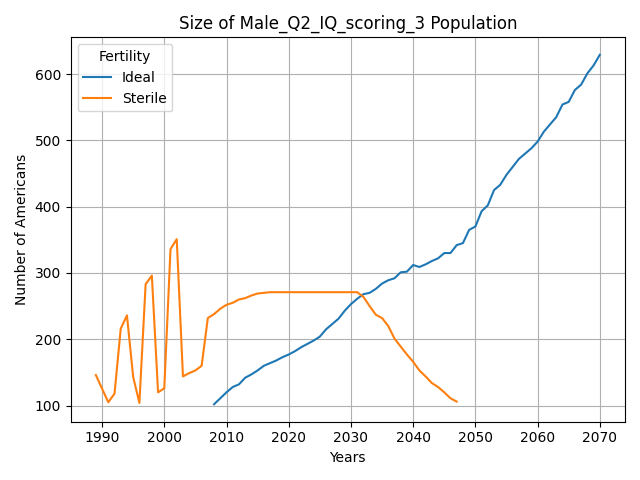 Size of Male_Q2_IQ_scoring_3 Population
Fertility
Ideal
Sterile
Number of Americans
600
500
400
300
200
100
1990 2000 2010 2020 2030 2040 2050 2060 2070
Years